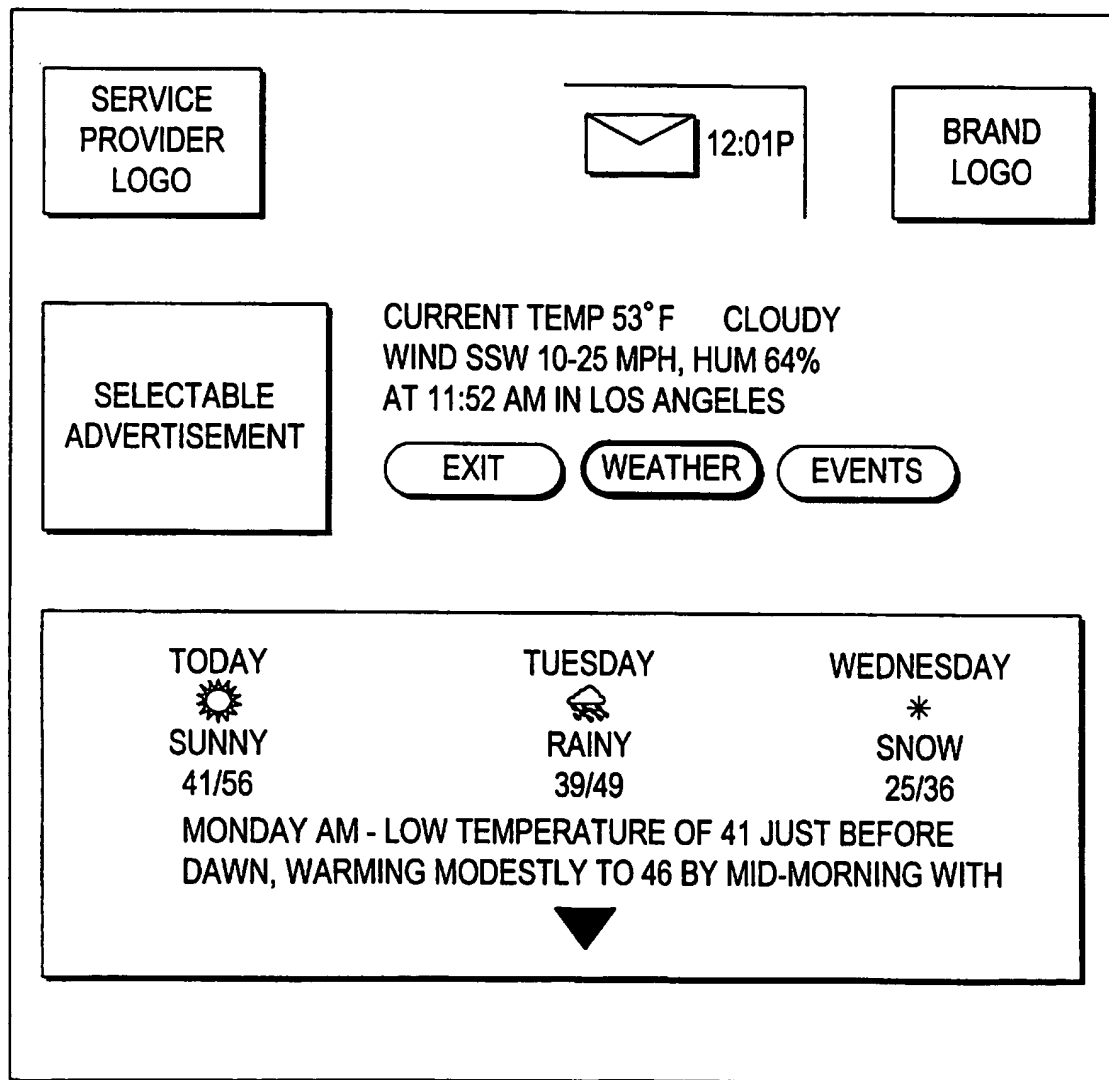 SERVICE
PROVIDER
LOGO
12:01P
BRAND
LOGO
SELECTABLE
ADVERTISEMENT
CURRENT TEMP 53° F CLOUDY
WIND SSW 10-25 MPH, HUM 64%
AT 11:52 AM IN LOS ANGELES
EXIT WEATHER EVENTS
TODAY TUESDAY WEDNESDAY
SUNNY RAINY SNOW
41/56 39/49 25/36
MONDAY AM - LOW TEMPERATURE OF 41 JUST BEFORE
DAWN, WARMING MODESTLY TO 46 BY MID-MORNING WITH